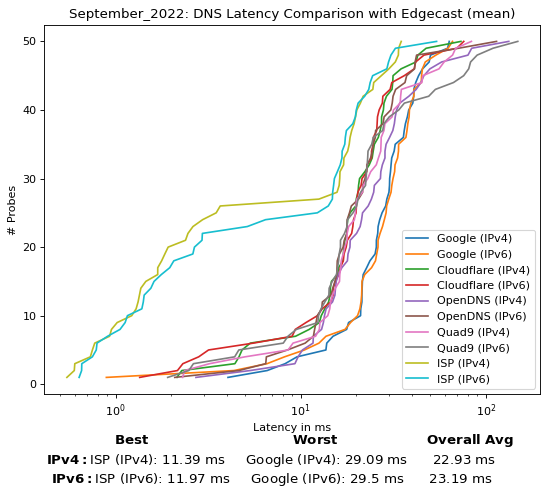 September_2022: DNS Latency Comparison with Edgecast (mean)
# Probes
50
40
30
20
10
0
10⁰
10¹
10²
Latency in ms
Google (IPv4)
Google (IPv6)
Cloudflare (IPv4)
Cloudflare (IPv6)
OpenDNS (IPv4)
OpenDNS (IPv6)
Quad9 (IPv4)
Quad9 (IPv6)
ISP (IPv4)
ISP (IPv6)
Best Worst Overall Avg
IPv4: ISP (IPv4): 11.39 ms Google (IPv4): 29.09 ms 22.93 ms
IPv6: ISP (IPv6): 11.97 ms Google (IPv6): 29.5 ms 23.19 ms